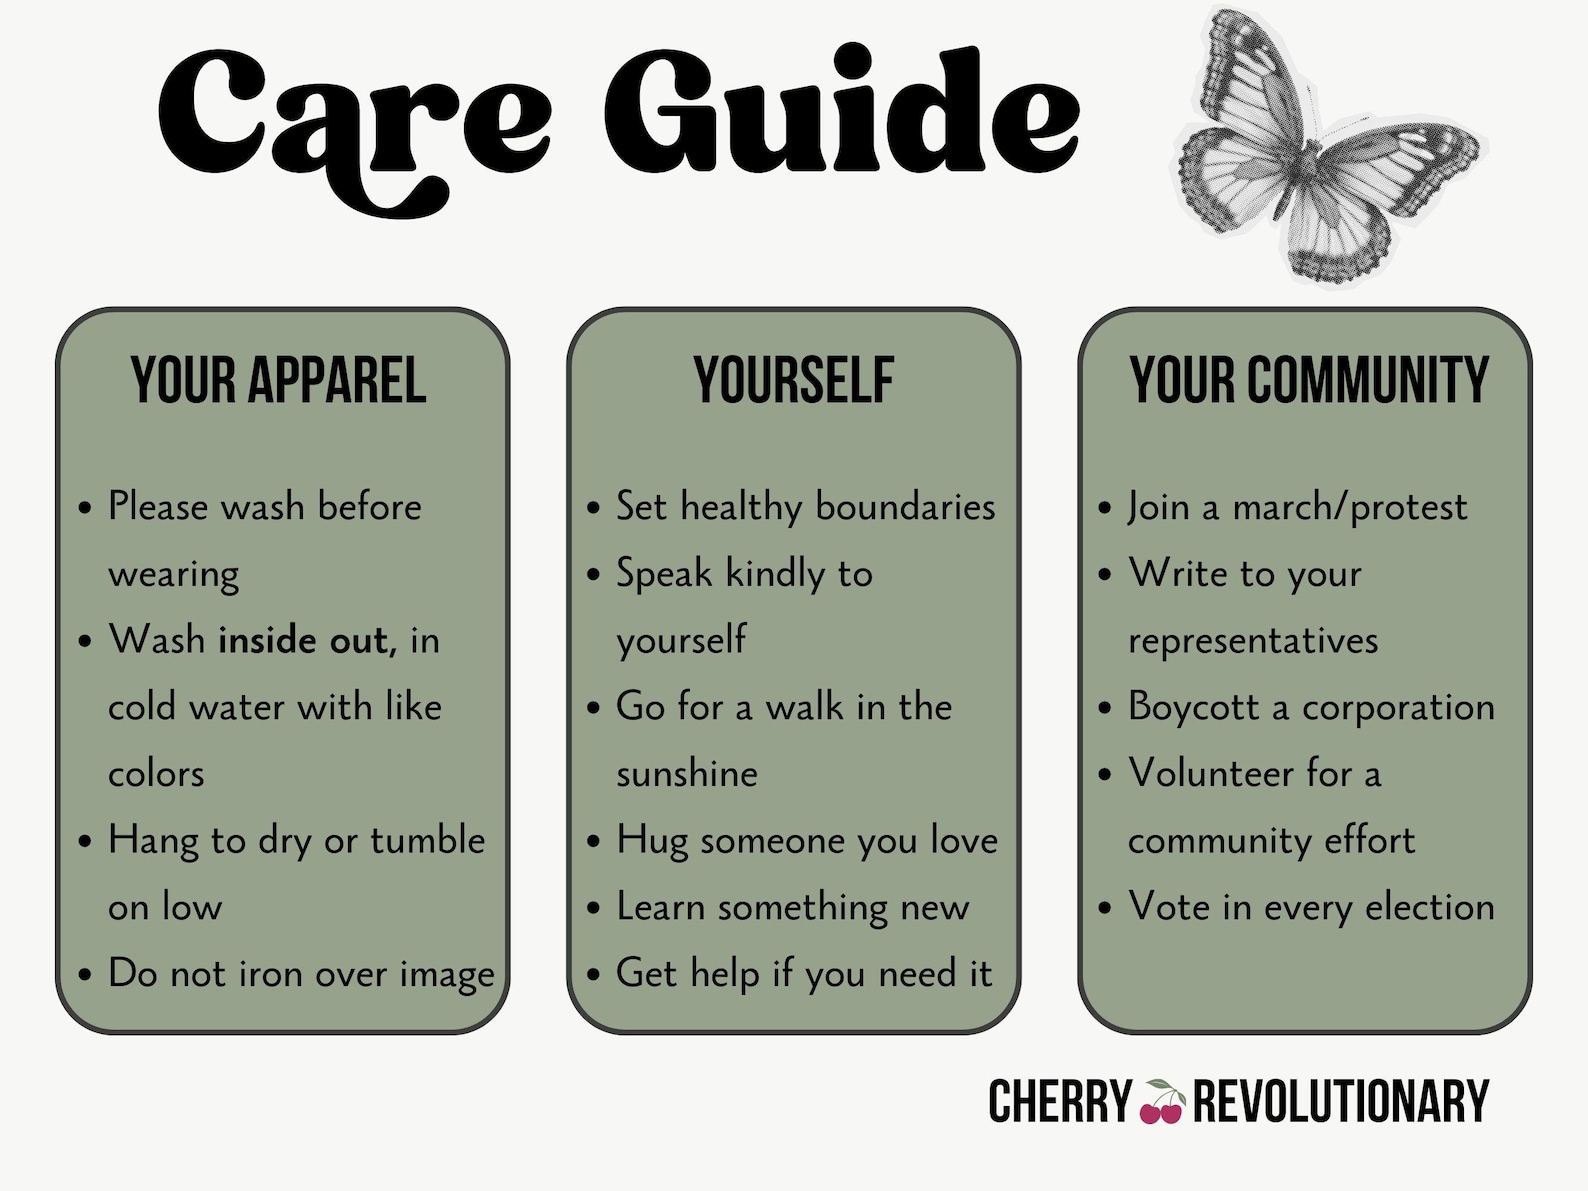 Care Guide
YOUR APPAREL
• Please wash before
wearing
• Wash inside out, in
cold water with like
colors
• Hang to dry or tumble
on low
• Do not iron over image
YOURSELF
• Set healthy boundaries
• Speak kindly to
yourself
• Go for a walk in the
sunshine
• Hug someone you love
• Learn something new
• Get help if you need it
YOUR COMMUNITY
• Join a march/protest
• Write to your
representatives
• Boycott a corporation
• Volunteer for a
community effort
• Vote in every election
CHERRY REVOLUTIONARY